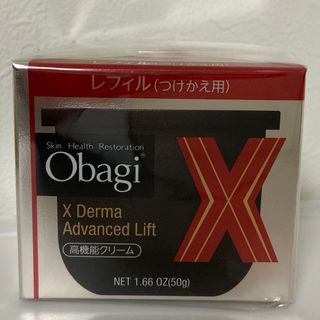 レフィル(つけかえ用)
Skin Health Restoration
Obagi®
X Derma
Advanced Lift
高機能クリーム
X
NET 1.66 OZ(50g)